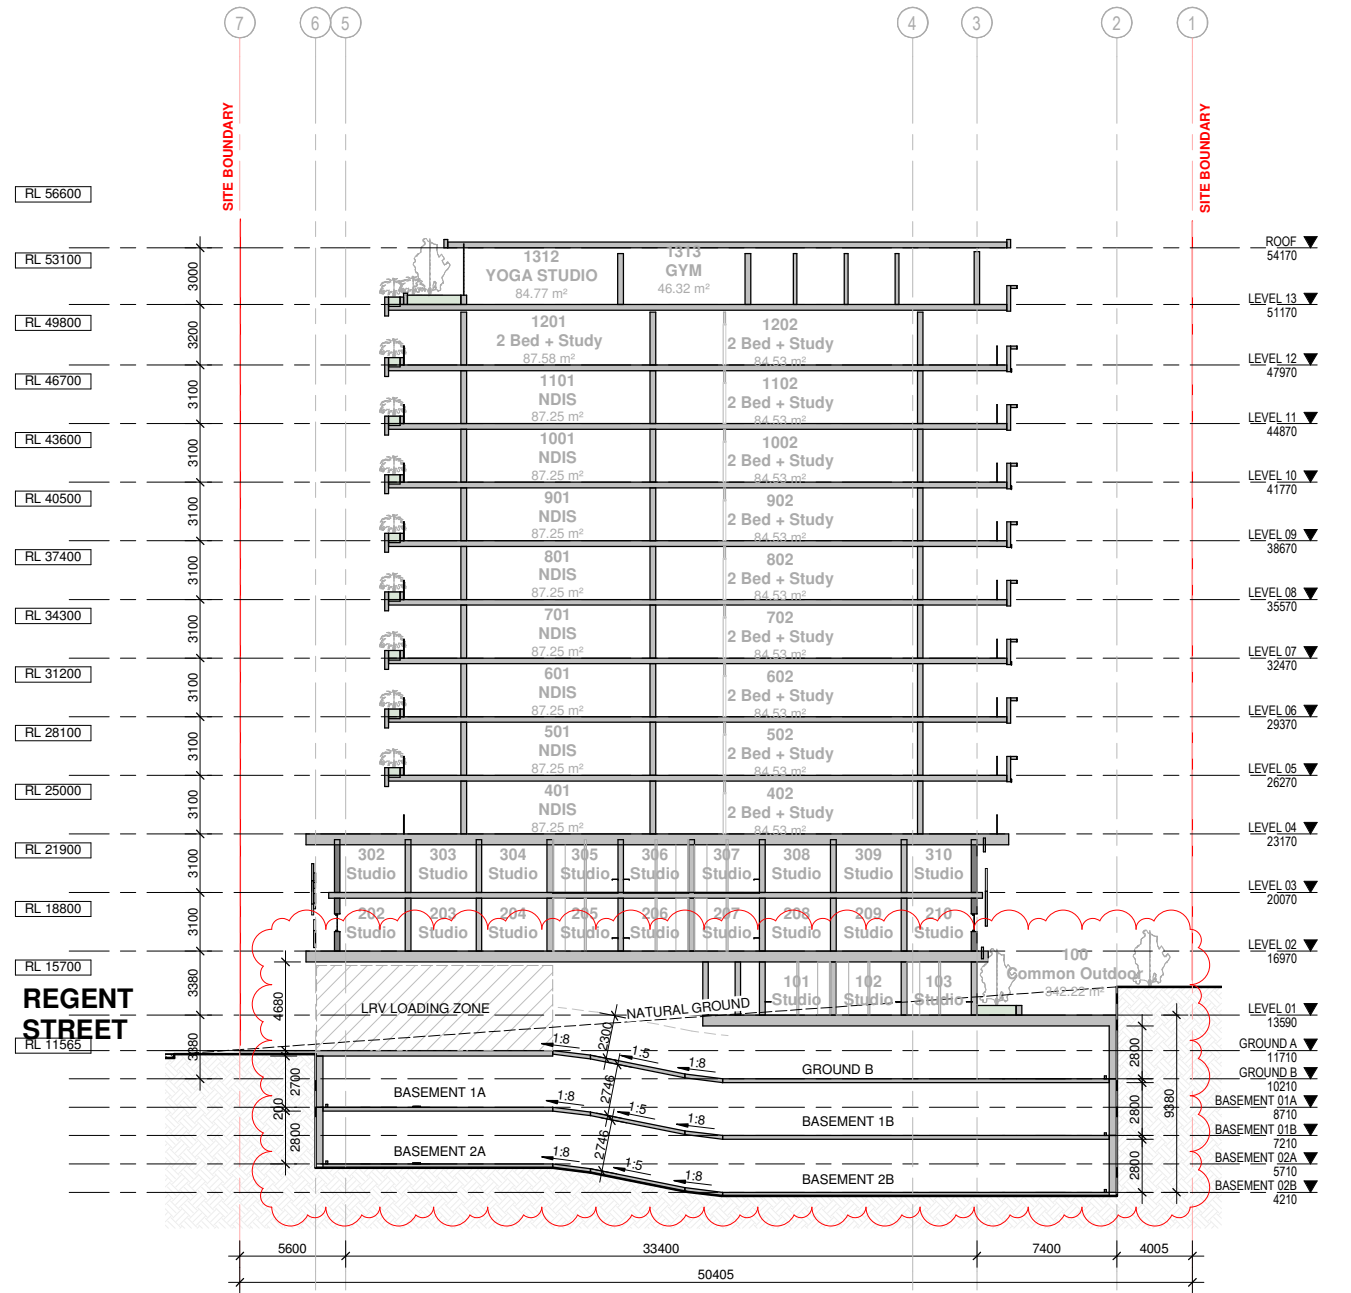 7 6 5 4 3 2 1
SITE BOUNDARY
SITE BOUNDARY
RL 56600
RL 53100
RL 49800
RL 46700
RL 43600
RL 40500
RL 37400
RL 34300
RL 31200
RL 28100
RL 25000
RL 21900
RL 18800
RL 15700
REGENT
STREET
RL 11565
3000
3200
3100
3100
3100
3100
3100
3100
3100
3100
3100
3100
3380
3380
4680
2700
200
2800
1312
YOGA STUDIO
84.77 m²
1313
GYM
46.32 m²
1201
2 Bed + Study
87.58 m²
1202
2 Bed + Study
84.53 m²
1101
NDIS
87.25 m²
1102
2 Bed + Study
84.53 m²
1001
NDIS
87.25 m²
1002
2 Bed + Study
84.53 m²
901
NDIS
87.25 m²
902
2 Bed + Study
84.53 m²
801
NDIS
87.25 m²
802
2 Bed + Study
84.53 m²
701
NDIS
87.25 m²
702
2 Bed + Study
84.53 m²
601
NDIS
87.25 m²
602
2 Bed + Study
84.53 m²
501
NDIS
87.25 m²
502
2 Bed + Study
84.53 m²
401
NDIS
87.25 m²
402
2 Bed + Study
84.53 m²
302 303 304 305 306 307 308 309 310
Studio Studio Studio Studio Studio Studio Studio Studio Studio
202 203 204 205 206 207 208 209 210
Studio Studio Studio Studio Studio Studio Studio Studio Studio
101 102 103
Studio Studio Studio
100
Common Outdoor
342.22 m²
LRV LOADING ZONE
NATURAL GROUND
1:8
1:5
1:8
2300
GROUND B
BASEMENT 1A
1:8
1:5
1:8
2746
BASEMENT 1B
BASEMENT 2A
1:8
1:5
1:8
2746
BASEMENT 2B
2800
2800
2800
9380
ROOF
54170
LEVEL 13
51170
LEVEL 12
47970
LEVEL 11
44870
LEVEL 10
41770
LEVEL 09
38670
LEVEL 08
35570
LEVEL 07
32470
LEVEL 06
29370
LEVEL 05
26270
LEVEL 04
23170
LEVEL 03
20070
LEVEL 02
16970
LEVEL 01
13590
GROUND A
11710
GROUND B
10210
BASEMENT 01A
8710
BASEMENT 01B
7210
BASEMENT 02A
5710
BASEMENT 02B
4210
5600 33400 7400 4005
50405